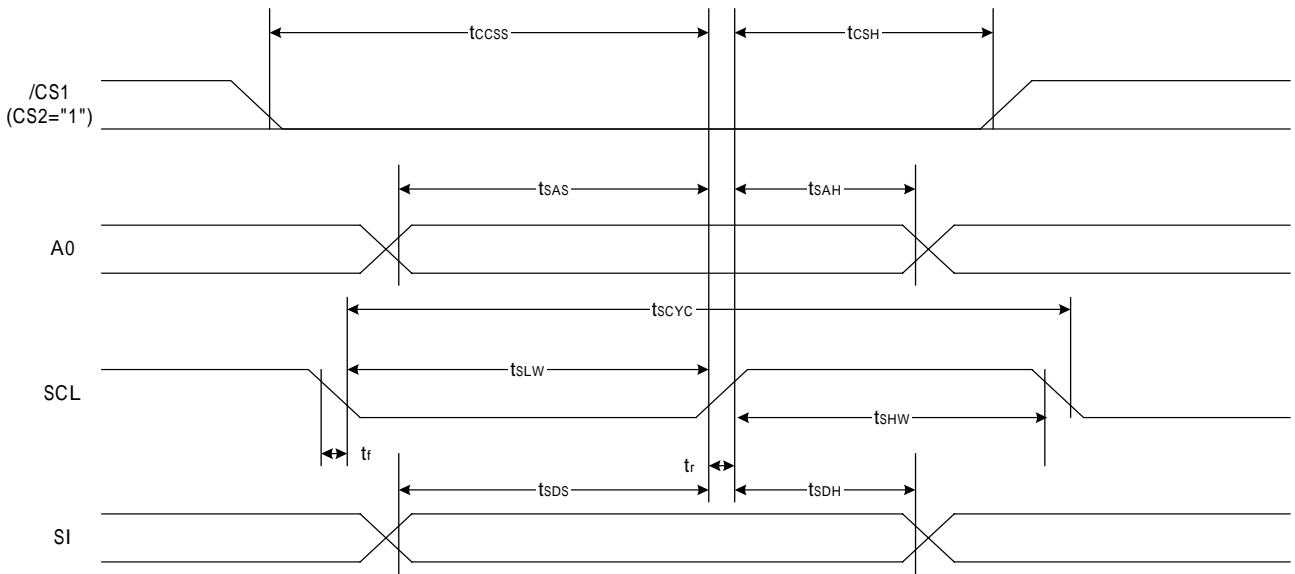 tCCSS
tCSH
/CS1
(CS2="1")
tSAS
tSAH
A0
tSCYC
tSLW
SCL
tSHW
tf
tr
tSDS
tSDH
SI